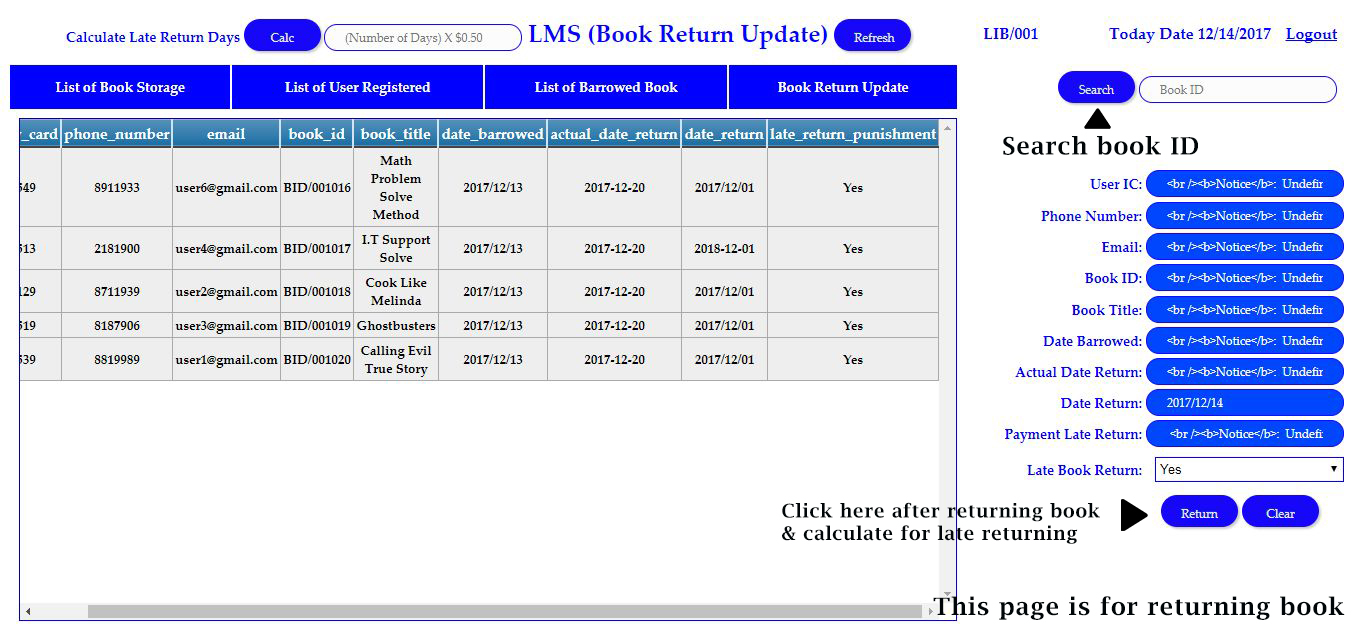 Calculate Late Return Days Calc (Number of Days) X $0.50 LMS (Book Return Update) Refresh LIB/001 Today Date 12/14/2017 Logout
List of Book Storage List of User Registered List of Barrowed Book Book Return Update
Search Book ID
Search book ID
_card phone_number email book_id book_title date_barrowed actual_date_return date_return late_return_punishment
549 8911933 user6@gmail.com BID/001016 Math Problem Solve Method 2017/12/13 2017-12-20 2017/12/01 Yes
513 2181900 user4@gmail.com BID/001017 I.T Support Solve 2017/12/13 2017-12-20 2018-12-01 Yes
129 8711939 user2@gmail.com BID/001018 Cook Like Melinda 2017/12/13 2017-12-20 2017/12/01 Yes
519 8187906 user3@gmail.com BID/001019 Ghostbusters 2017/12/13 2017-12-20 2017/12/01 Yes
539 8819989 user1@gmail.com BID/001020 Calling Evil True Story 2017/12/13 2017-12-20 2017/12/01 Yes
User IC: <br /><b>Notice</b>: Undefir
Phone Number: <br /><b>Notice</b>: Undefir
Email: <br /><b>Notice</b>: Undefir
Book ID: <br /><b>Notice</b>: Undefir
Book Title: <br /><b>Notice</b>: Undefir
Date Barrowed: <br /><b>Notice</b>: Undefir
Actual Date Return: <br /><b>Notice</b>: Undefir
Date Return: 2017/12/14
Payment Late Return: <br /><b>Notice</b>: Undefir
Late Book Return: Yes
Click here after returning book
& calculate for late returning
Return Clear
This page is for returning book